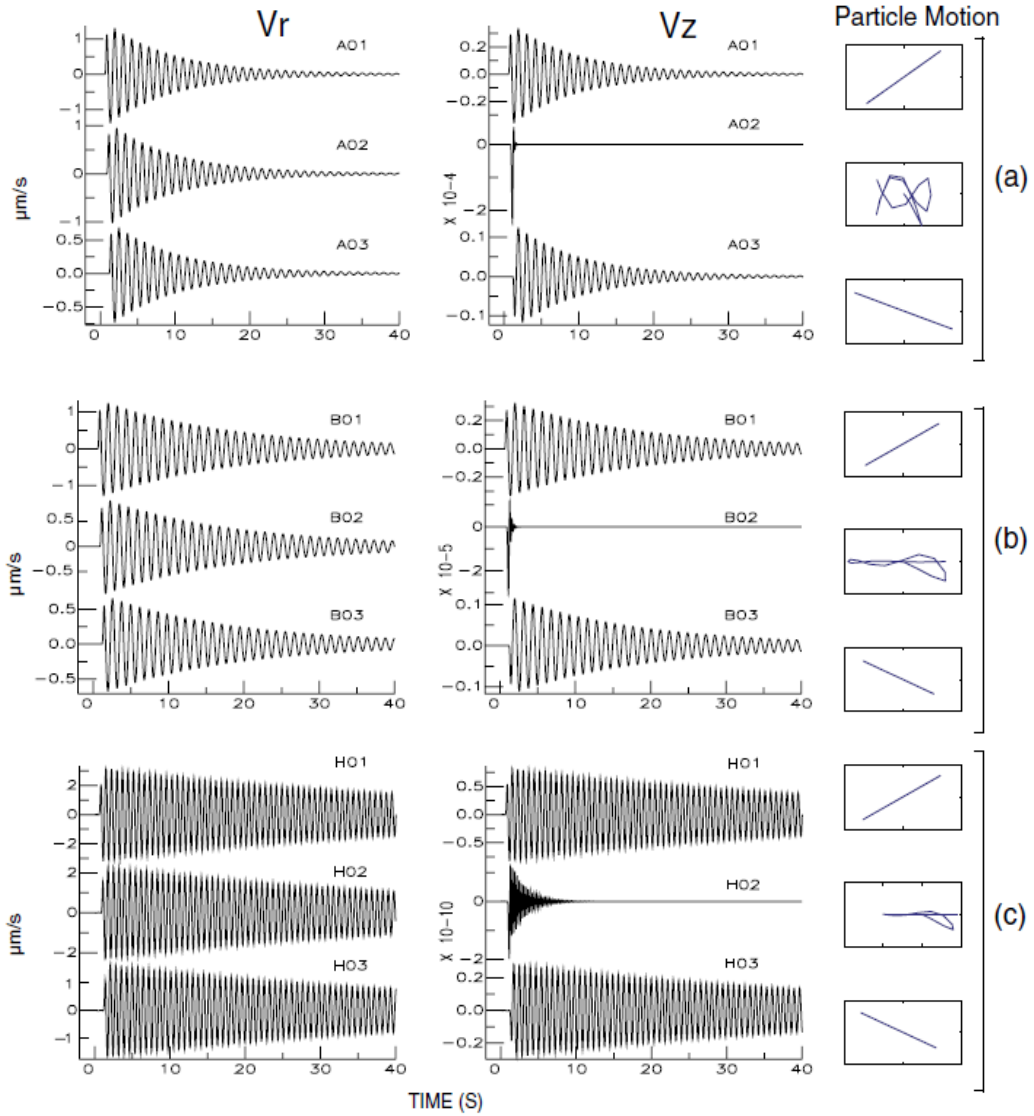 Vr
Vz
Particle Motion
A01
1
0
−1
A01
0.2
0.0
−0.2
A02
1
0
−1
A02
0
−2
X 10−4
(a)
μm/s
A03
0.5
0.0
−0.5
A03
0.1
0.0
−0.1
0 10 20 30 40
0 10 20 30 40
B01
1
0
−1
B01
0.2
0.0
−0.2
B02
0.5
0.0
−0.5
B02
0
−2
X 10−5
(b)
μm/s
B03
0.5
0.0
−0.5
B03
0.1
0.0
−0.1
0 10 20 30 40
0 10 20 30 40
H01
2
0
−2
H01
0.5
0.0
−0.5
H02
2
0
−2
H02
0
−2
X 10−10
(c)
μm/s
H03
1
0
−1
H03
0.2
0.0
−0.2
0 10 20 30 40
0 10 20 30 40
TIME (S)